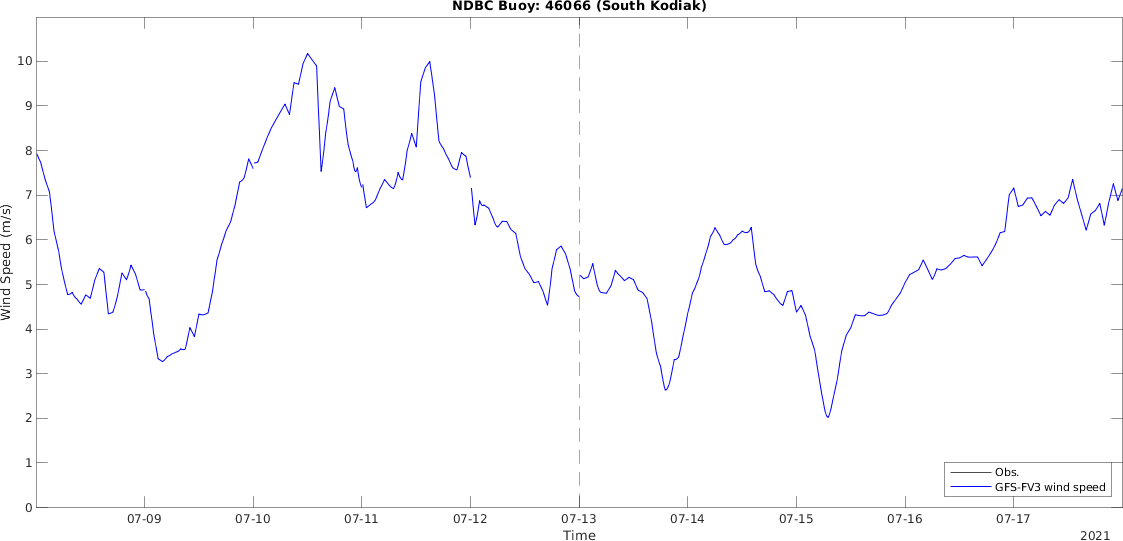 NDBC Buoy: 46066 (South Kodiak)
Wind Speed (m/s)
10
9
8
7
6
5
4
3
2
1
0
Obs.
GFS-FV3 wind speed
07-09 07-10 07-11 07-12 07-13 07-14 07-15 07-16 07-17
Time
2021